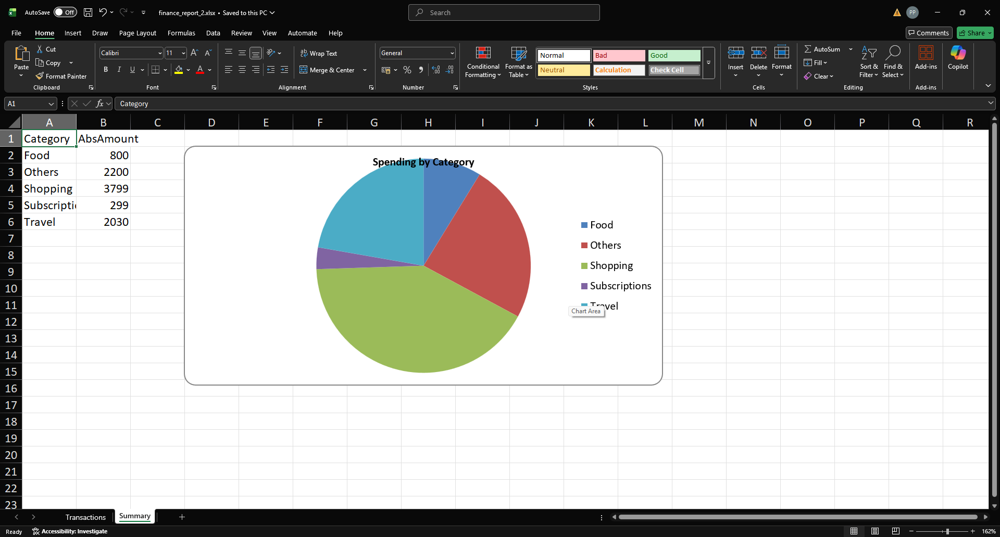 AutoSave Off finance_report_2.xlsx • Saved to this PC Search PP
File Home Insert Draw Page Layout Formulas Data Review View Automate Help Comments Share
Paste Cut Copy Format Painter Clipboard
Calibri 11 B I U A A A Font
Wrap Text Merge & Center Alignment
General % Number
Conditional Formatting Format as Table
Normal Bad Good
Neutral Calculation Check Cell
Styles
Insert Delete Format Cells
AutoSum Fill Clear Sort & Filter Find & Select Editing
Add-ins Add-ins
Copilot
A1 fx Category
A B C D E F G H I J K L M N O P Q R
1 Category AbsAmount
2 Food 800
3 Others 2200
4 Shopping 3799
5 Subscripti 299
6 Travel 2030
7
8
9
10
11
12
13
14
15
16
17
18
19
20
21
22
23
Spending by Category
Food
Others
Shopping
Subscriptions
Travel
Chart Area
Transactions Summary +
Ready Accessibility: Investigate 162%